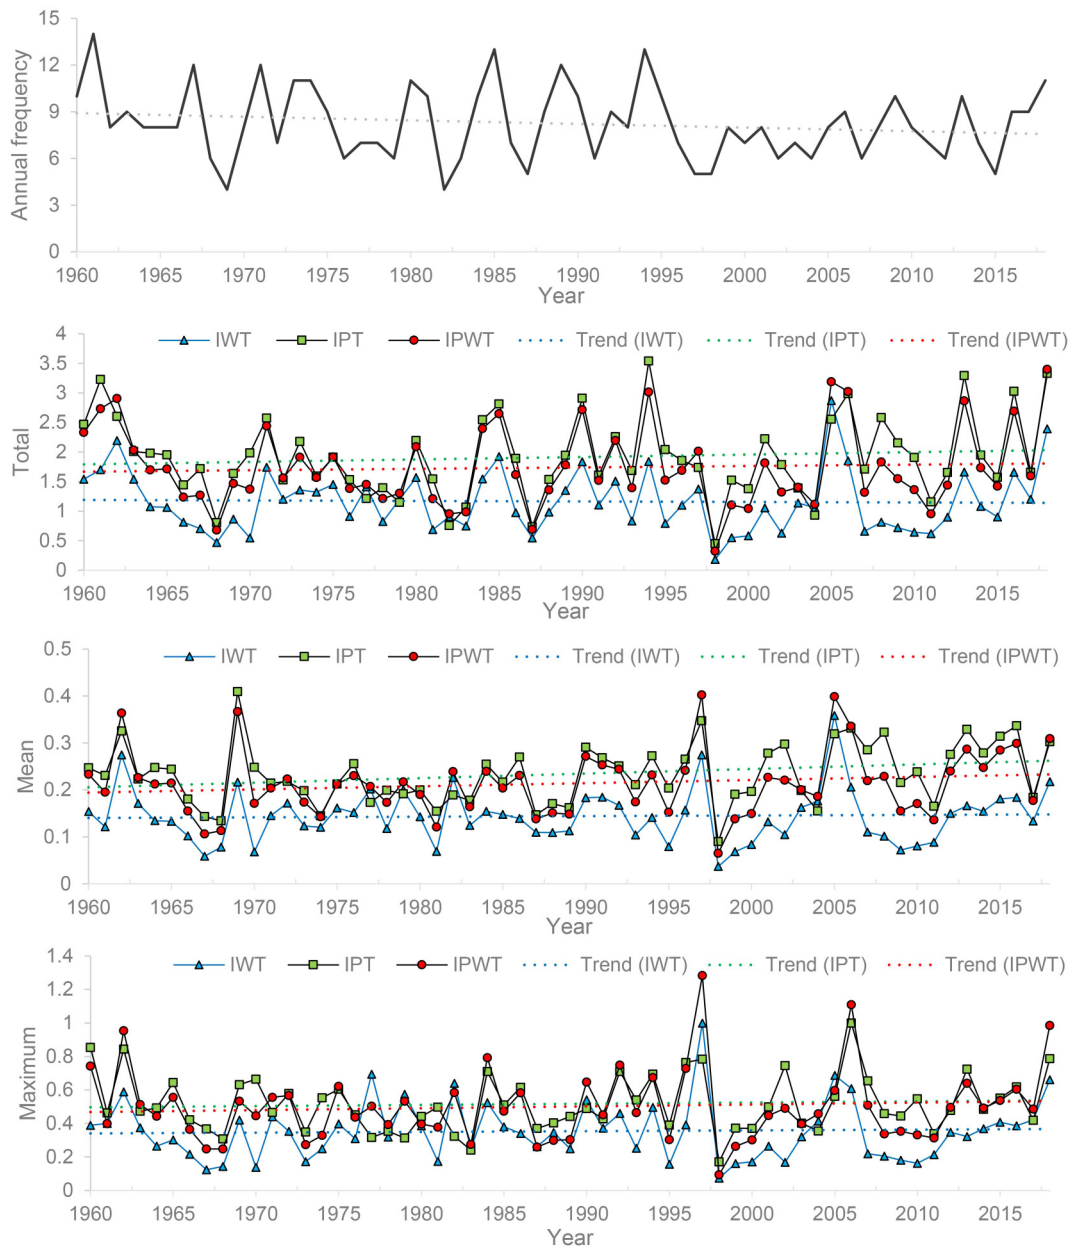 Annual frequency
15
12
9
6
3
0
1960 1965 1970 1975 1980 1985 1990 1995 2000 2005 2010 2015
Year
IWT IPT IPWT Trend (IWT) Trend (IPT) Trend (IPWT)
Total
4
3.5
3
2.5
2
1.5
1
0.5
0
1960 1965 1970 1975 1980 1985 1990 1995 2000 2005 2010 2015
Year
IWT IPT IPWT Trend (IWT) Trend (IPT) Trend (IPWT)
Mean
0.5
0.4
0.3
0.2
0.1
0
1960 1965 1970 1975 1980 1985 1990 1995 2000 2005 2010 2015
Year
IWT IPT IPWT Trend (IWT) Trend (IPT) Trend (IPWT)
Maximum
1.4
1.2
1
0.8
0.6
0.4
0.2
0
1960 1965 1970 1975 1980 1985 1990 1995 2000 2005 2010 2015
Year